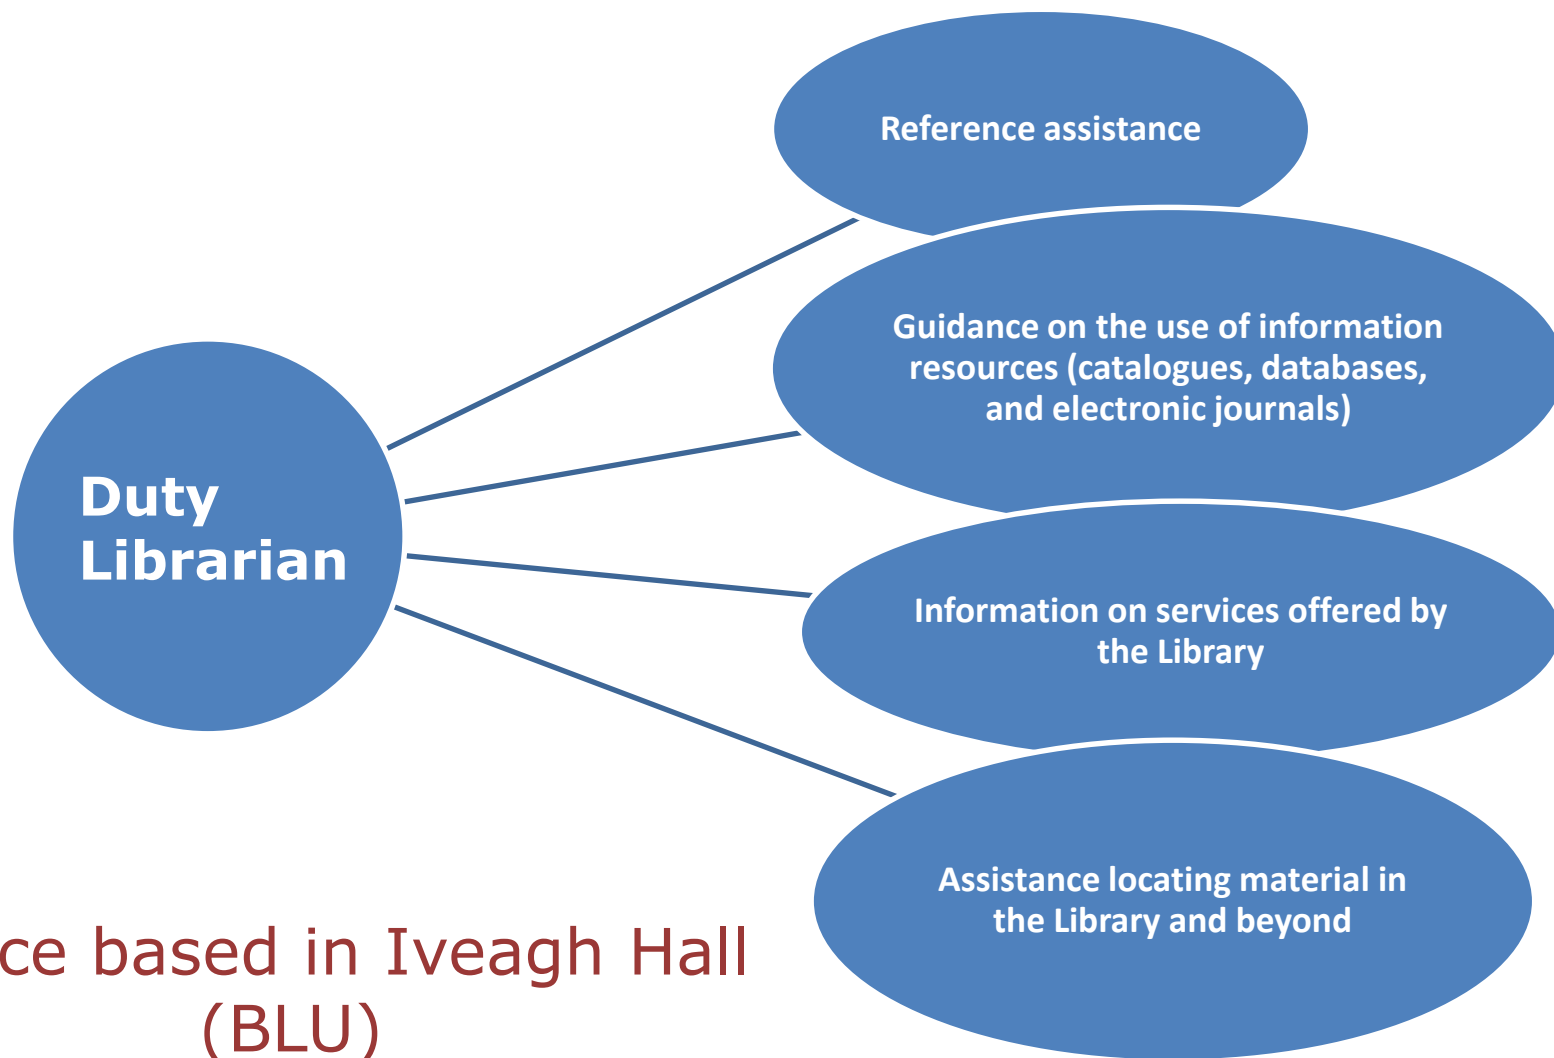 Reference assistance
Guidance on the use of information
resources (catalogues, databases,
and electronic journals)
Duty
Librarian
Information on services offered by
the Library
Assistance locating material in
the Library and beyond
based in Iveagh Hall
(BLU)